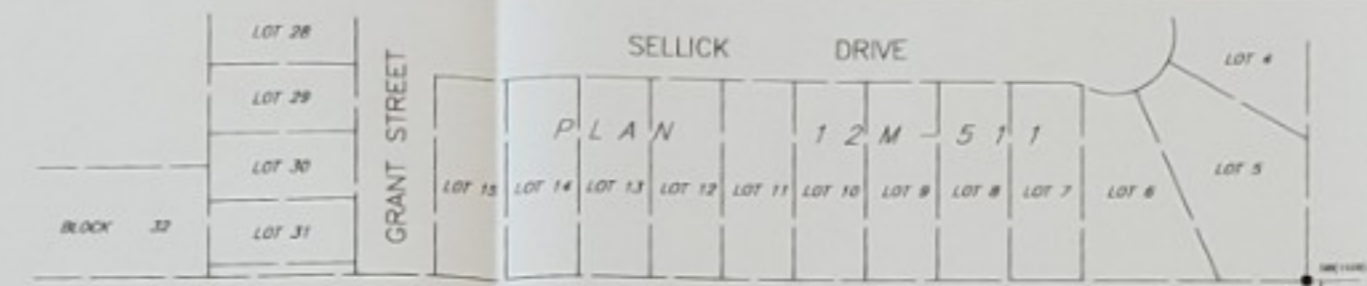 LOT 28
SELLICK DRIVE
LOT 4
LOT 29
GRANT STREET
PLAN 12M-511
LOT 30
LOT 5
LOT 15 LOT 14 LOT 13 LOT 12 LOT 11 LOT 10 LOT 9 LOT 8 LOT 7 LOT 6
BLOCK 32
LOT 31